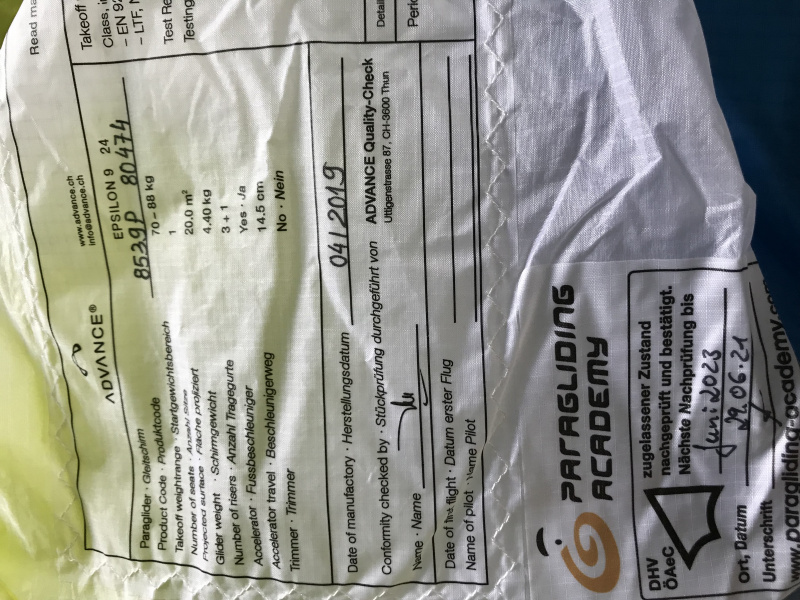 Read ma
www.advance.ch
info@advance.ch
ADVANCE®
Paraglider · Gleitschirm EPSILON 9 24
Product Code · Produktcode 8539P 80474
Takeoff weightrange · Startgewichtsbereich 70 – 88 kg
Number of seats · Anzahl Sitze 1
Projected surface · Fläche projiziert 20.0 m²
Glider weight · Schirmgewicht 4.40 kg
Number of risers · Anzahl Tragegurte 3 + 1
Accelerator · Fussbeschleuniger Yes · Ja
Accelerator travel · Beschleunigerweg 14.5 cm
Trimmer · Trimmer No · Nein
Date of manufactory · Herstellungsdatum 04/2019
Conformity checked by · Stückprüfung durchgeführt von ADVANCE Quality-Check
Uttigenstrasse 87, CH-3600 Thun
Name · Name
Date of first flight · Datum erster Flug
Name of pilot · Name Pilot
Takeoff
Class, i
– EN 92
– LTF, N
Test Re
Testing
Detail
Perio
PARAGLIDING
ACADEMY
DHV
ÖAeC
zugelassener Zustand
nachgeprüft und bestätigt.
Nächste Nachprüfung bis
Juni 2023
Ort, Datum 29.06.21
Unterschrift
www.paragliding-academy.com